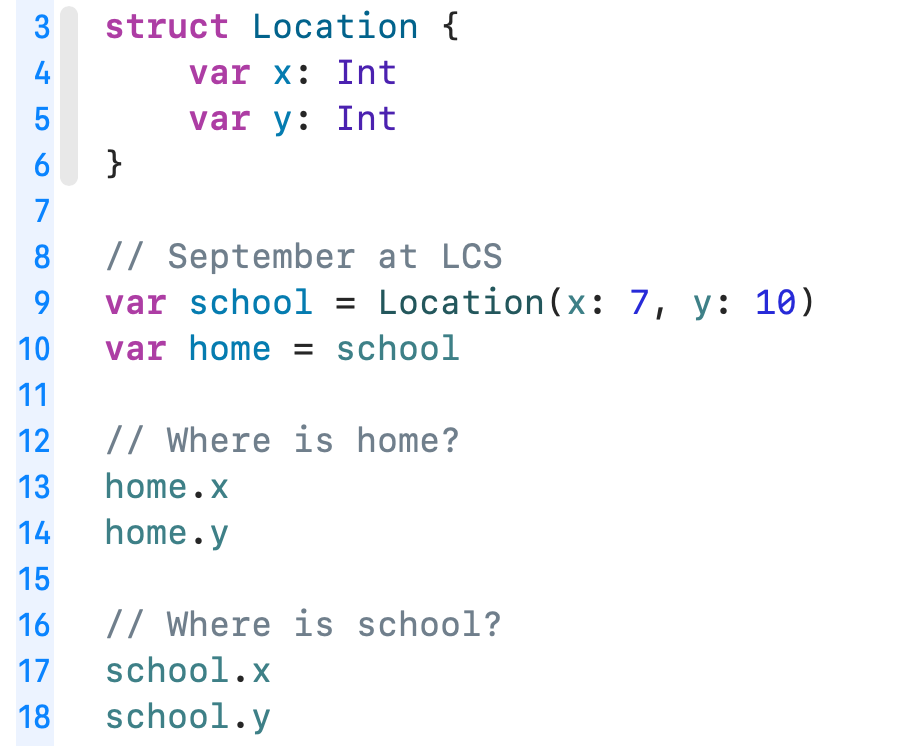 3 struct Location {
4     var x: Int
5     var y: Int
6 }
7
8 // September at LCS
9 var school = Location(x: 7, y: 10)
10 var home = school
11
12 // Where is home?
13 home.x
14 home.y
15
16 // Where is school?
17 school.x
18 school.y